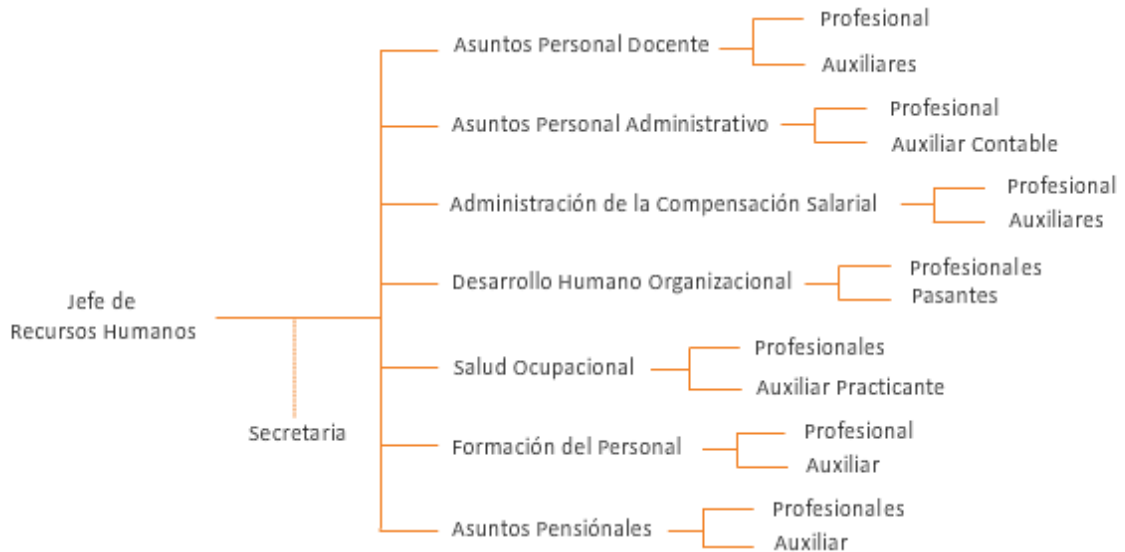 Jefe de
Recursos Humanos
Secretaria
Asuntos Personal Docente
Profesional
Auxiliares
Asuntos Personal Administrativo
Profesional
Auxiliar Contable
Administración de la Compensación Salarial
Profesional
Auxiliares
Desarrollo Humano Organizacional
Profesionales
Pasantes
Salud Ocupacional
Profesionales
Auxiliar Practicante
Formación del Personal
Profesional
Auxiliar
Asuntos Pensiónales
Profesionales
Auxiliar